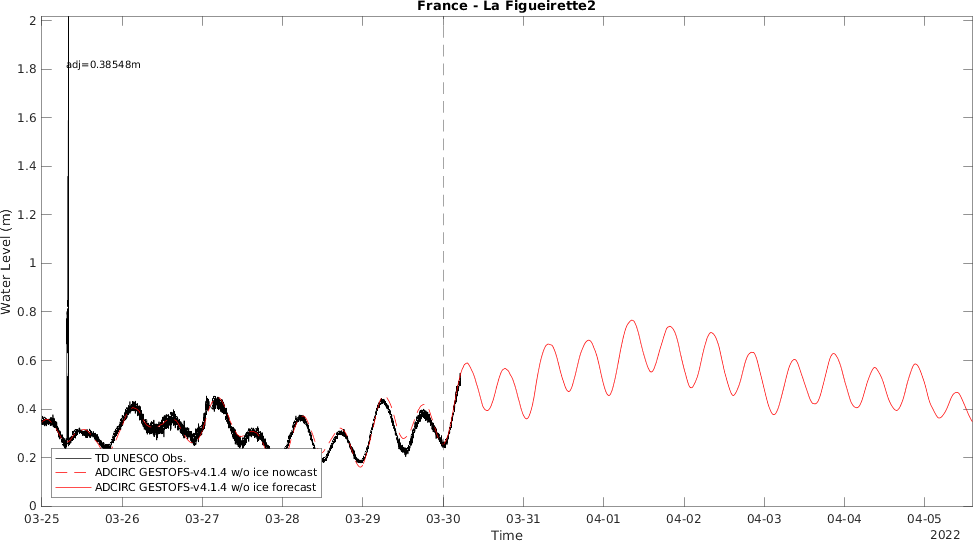 France - La Figueirette2
adj=0.38548m
2
1.8
1.6
1.4
1.2
1
0.8
0.6
0.4
0.2
0
Water Level (m)
TD UNESCO Obs.
ADCIRC GESTOFS-v4.1.4 w/o ice nowcast
ADCIRC GESTOFS-v4.1.4 w/o ice forecast
03-25 03-26 03-27 03-28 03-29 03-30 03-31 04-01 04-02 04-03 04-04 04-05
Time
2022